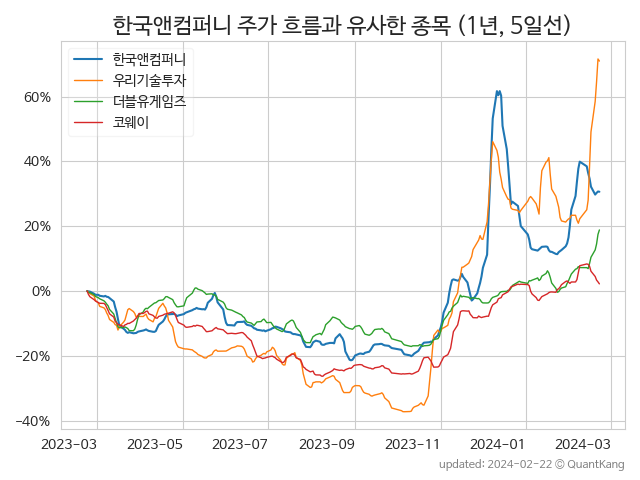 한국앤컴퍼니 주가 흐름과 유사한 종목 (1년, 5일선)
한국앤컴퍼니
우리기술투자
더블유게임즈
코웨이
60%
40%
20%
0%
−20%
−40%
2023-03 2023-05 2023-07 2023-09 2023-11 2024-01 2024-03
updated: 2024-02-22 © QuantKang